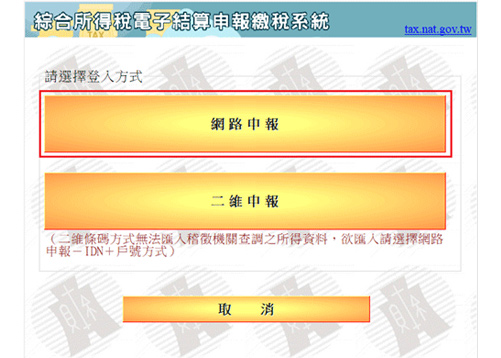 綜合所得稅電子結算申報繳稅系統
tax.nat.gov.tw
請選擇登入方式
網路申報
二維申報
(二維條碼方式無法匯入稽徵機關查調之所得資料，欲匯入請選擇網路
申報－IDN＋戶號方式)
取 消